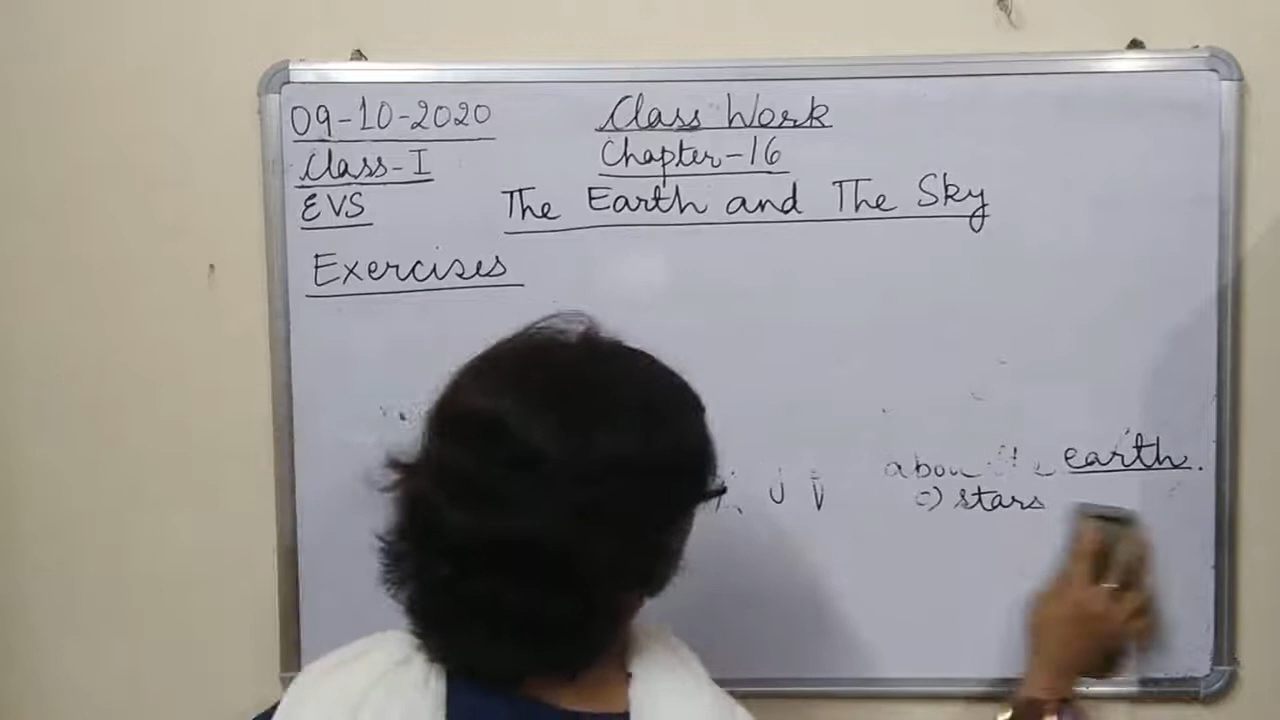 09-10-2020
Class Work
Class-I
Chapter-16
EVS
The Earth and The Sky
Exercises
earth.
c) stars